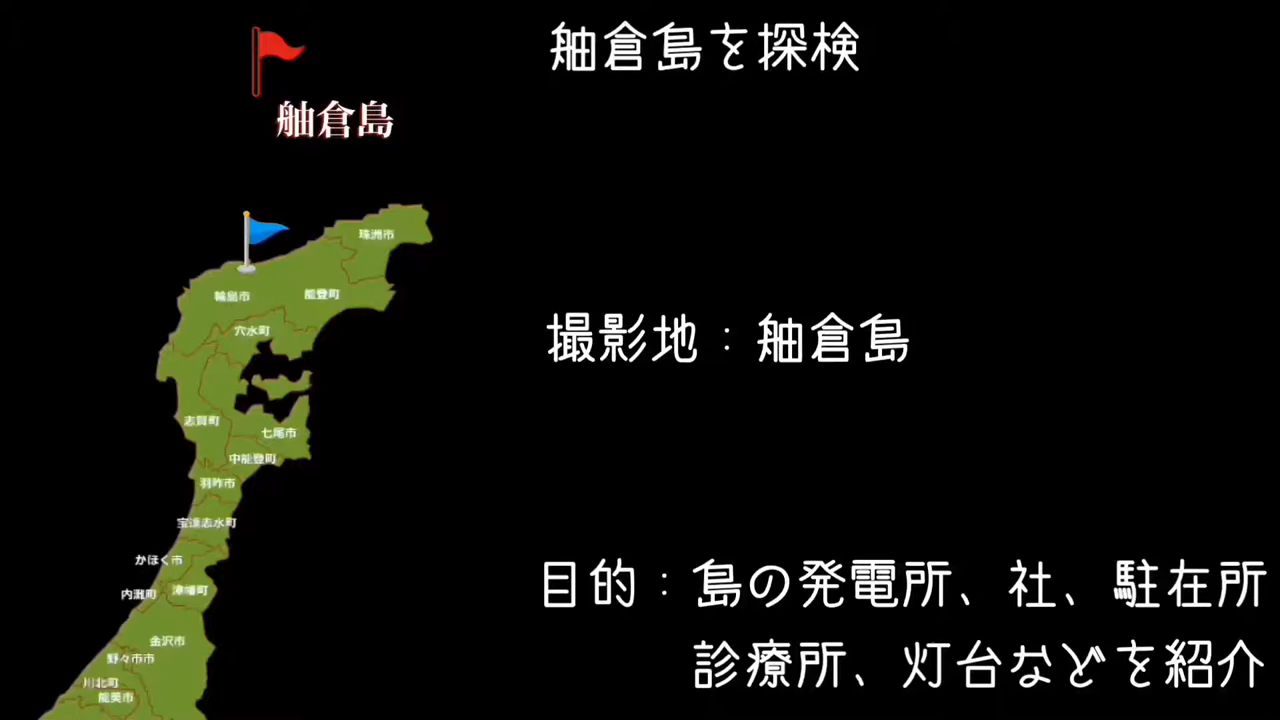 舳倉島を探検
舳倉島
珠洲市
輪島市
能登町
穴水町
撮影地：舳倉島
志賀町
七尾市
中能登町
羽咋市
宝達志水町
かほく市
内灘町
津幡町
目的：島の発電所、社、駐在所
診療所、灯台などを紹介
金沢市
野々市市
川北町
能美市